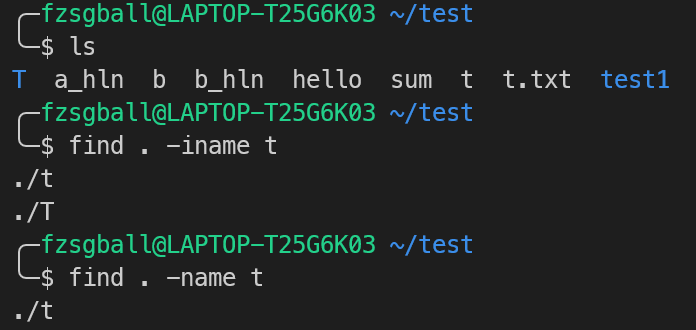 fzsgball@LAPTOP-T25G6K03 ~/test
$ ls
T a_hln b b_hln hello sum t t.txt test1
fzsgball@LAPTOP-T25G6K03 ~/test
$ find . -iname t
./t
./T
fzsgball@LAPTOP-T25G6K03 ~/test
$ find . -name t
./t